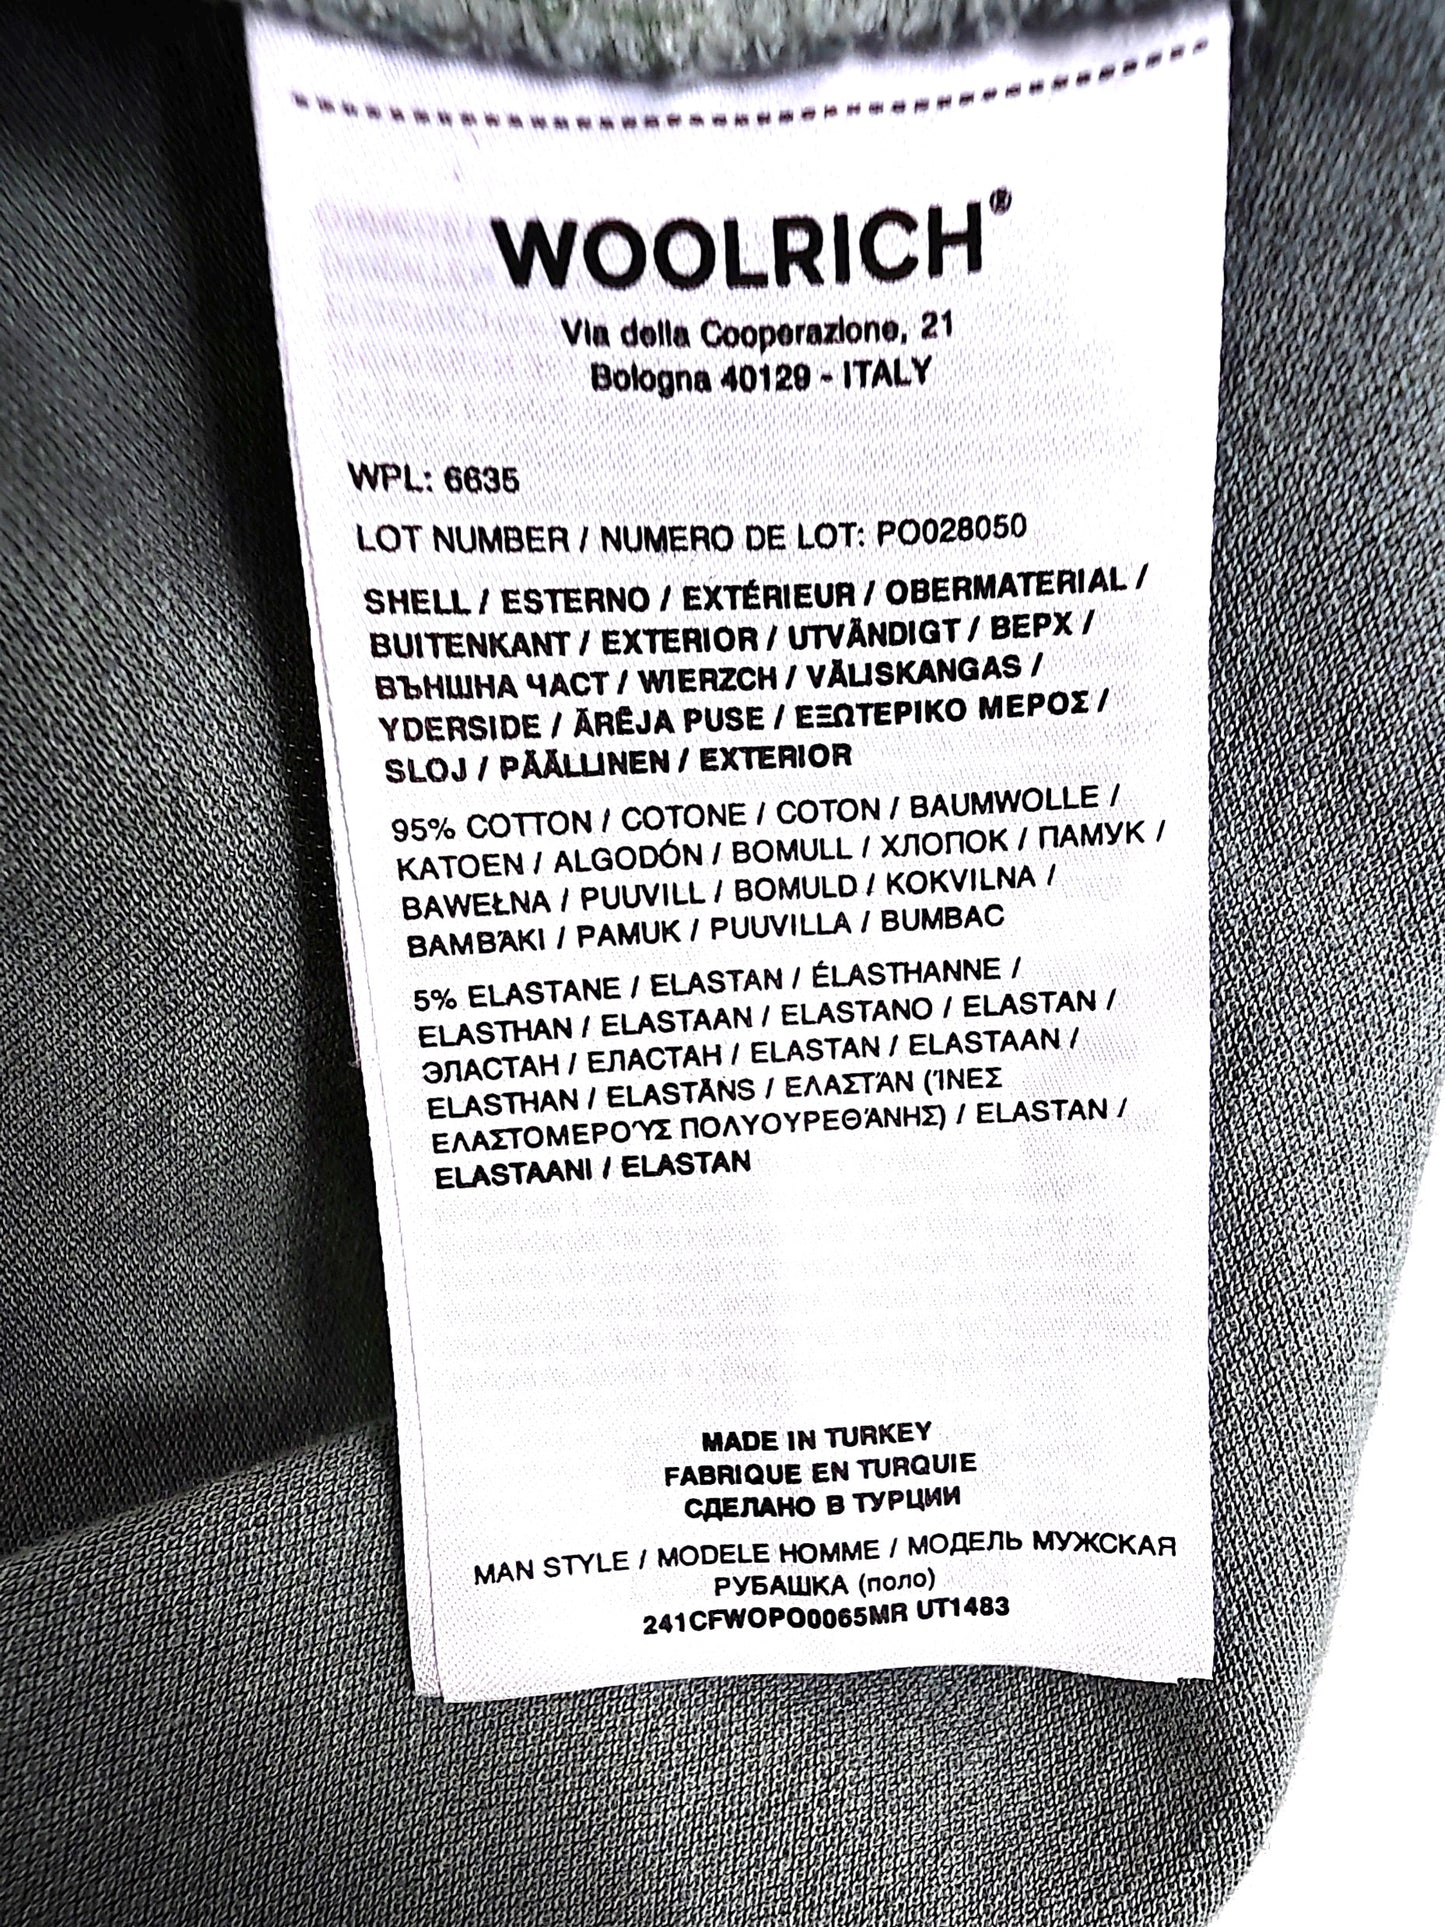 WOOLRICH®
Via della Cooperazione, 21
Bologna 40129 - ITALY
WPL: 6635
LOT NUMBER / NUMERO DE LOT: PO028050
SHELL / ESTERNO / EXTÉRIEUR / OBERMATERIAL /
BUITENKANT / EXTERIOR / UTVÄNDIGT / ВЕРХ /
ВЪНШНА ЧАСТ / WIERZCH / VÄLISKANGAS /
YDERSIDE / ĀRĒJA PUSE / ΕΞΩΤΕΡΙΚΟ ΜΕΡΟΣ /
SLOJ / PÄÄLLINEN / EXTERIOR
95% COTTON / COTONE / COTON / BAUMWOLLE /
KATOEN / ALGODÓN / BOMULL / ХЛОПОК / ПАМУК /
BAWEŁNA / PUUVILL / BOMULD / KOKVILNA /
ΒΑΜΒΆΚΙ / PAMUK / PUUVILLA / BUMBAC
5% ELASTANE / ELASTAN / ÉLASTHANNE /
ELASTHAN / ELASTAAN / ELASTANO / ELASTAN /
ЭЛАСТАН / ЕЛАСТАН / ELASTAN / ELASTAAN /
ELASTHAN / ELASTĀNS / ΕΛΑΣΤΆΝ (ΊΝΕΣ
ΕΛΑΣΤΟΜΕΡΟΎΣ ΠΟΛΥΟΥΡΕΘΆΝΗΣ) / ELASTAN /
ELASTAANI / ELASTAN
MADE IN TURKEY
FABRIQUE EN TURQUIE
СДЕЛАНО В ТУРЦИИ
MAN STYLE / MODELE HOMME / МОДЕЛЬ МУЖСКАЯ
РУБАШКА (поло)
241CFWOPO0065MR UT1483